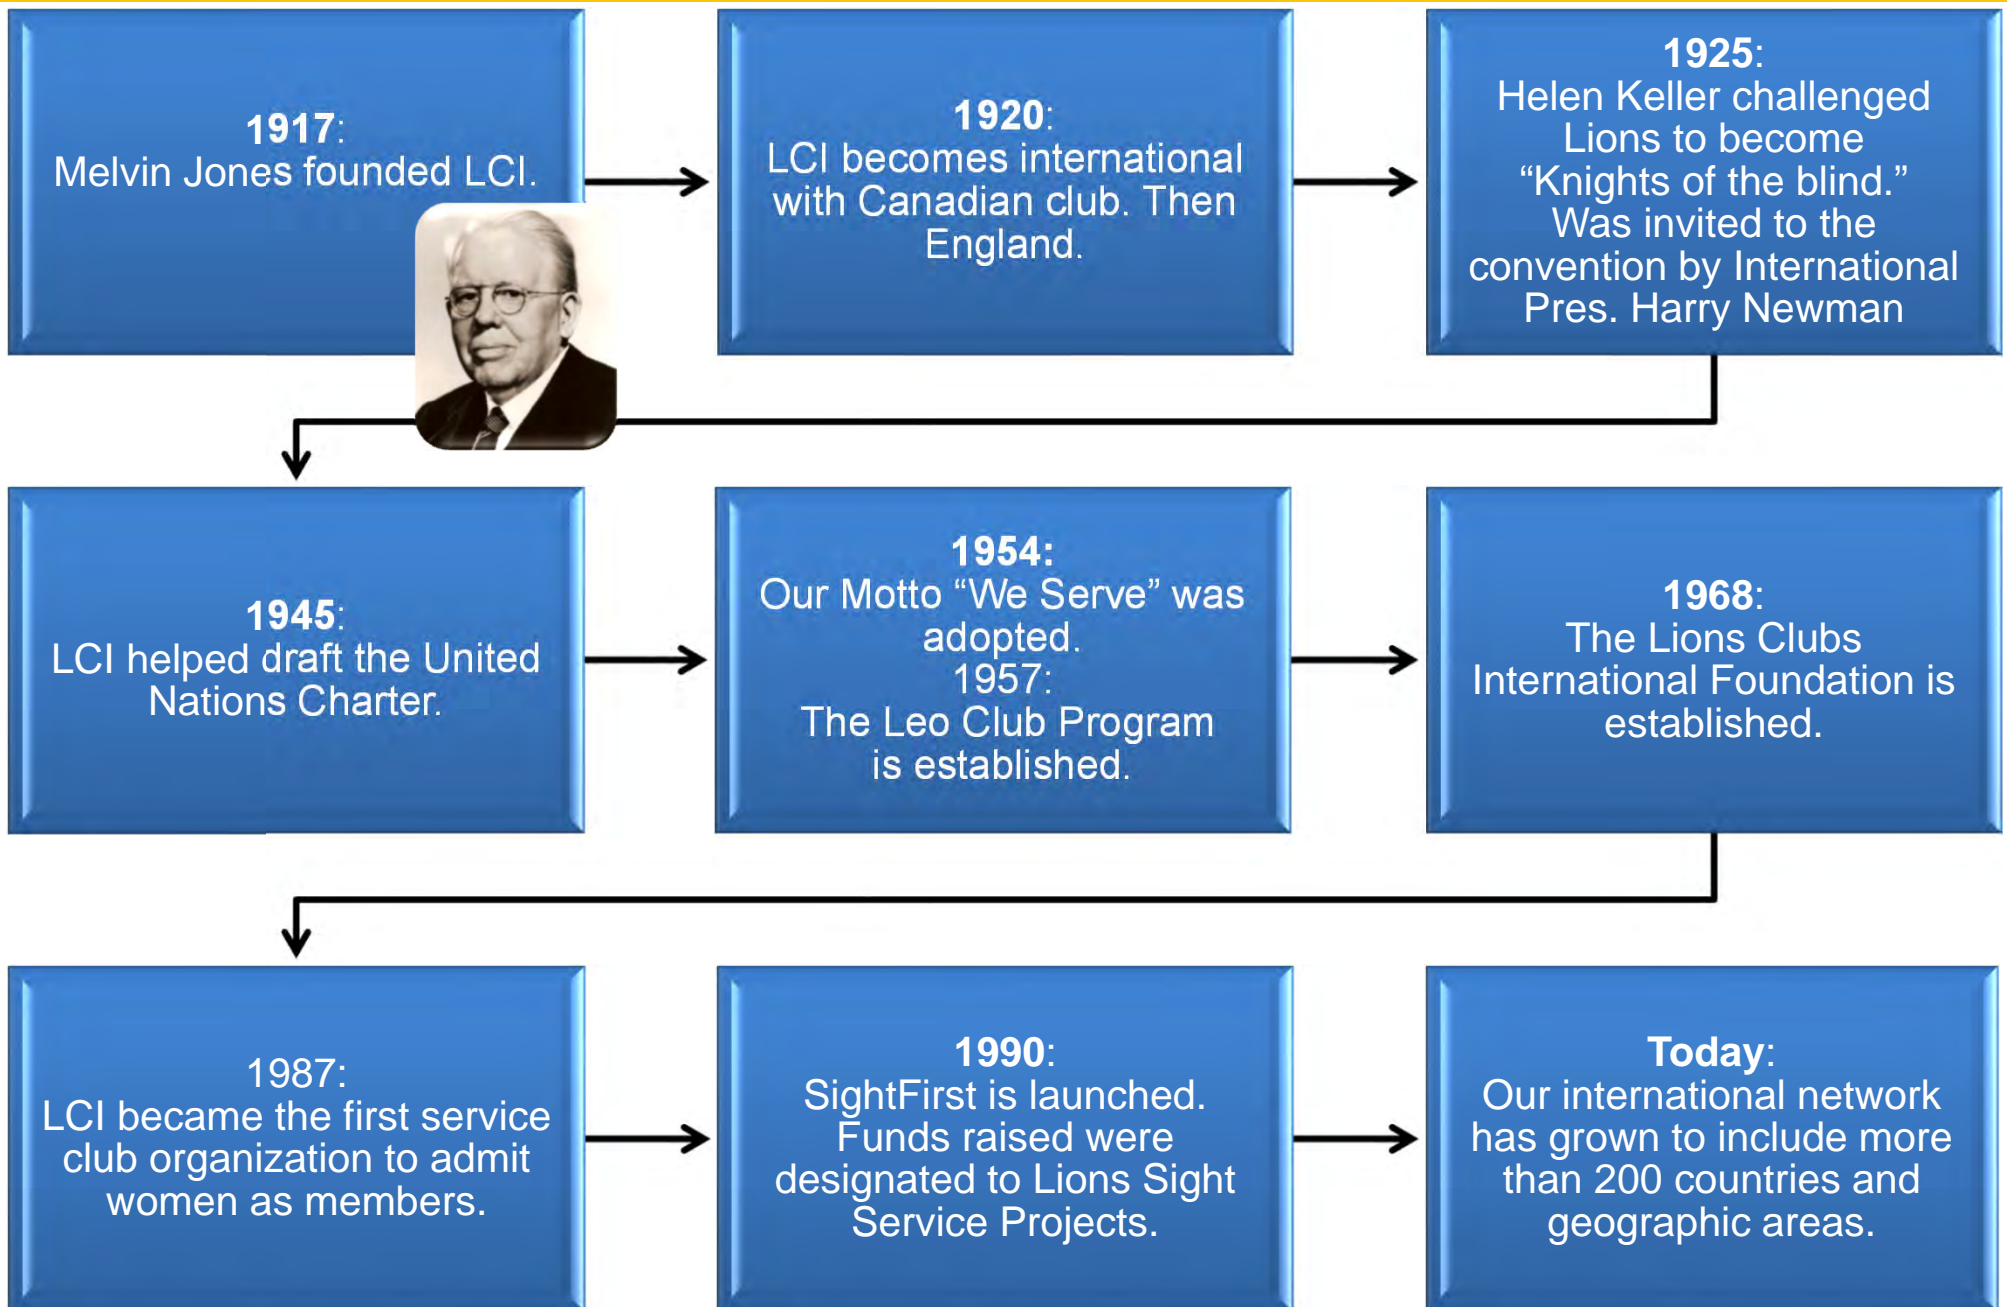 1917:
Melvin Jones founded LCI.
1920:
LCI becomes international
with Canadian club. Then
England.
1925:
Helen Keller challenged
Lions to become
“Knights of the blind.”
Was invited to the
convention by International
Pres. Harry Newman
1945:
LCI helped draft the United
Nations Charter.
1954:
Our Motto “We Serve” was
adopted.
1957:
The Leo Club Program
is established.
1968:
The Lions Clubs
International Foundation is
established.
1987:
LCI became the first service
club organization to admit
women as members.
1990:
SightFirst is launched.
Funds raised were
designated to Lions Sight
Service Projects.
Today:
Our international network
has grown to include more
than 200 countries and
geographic areas.